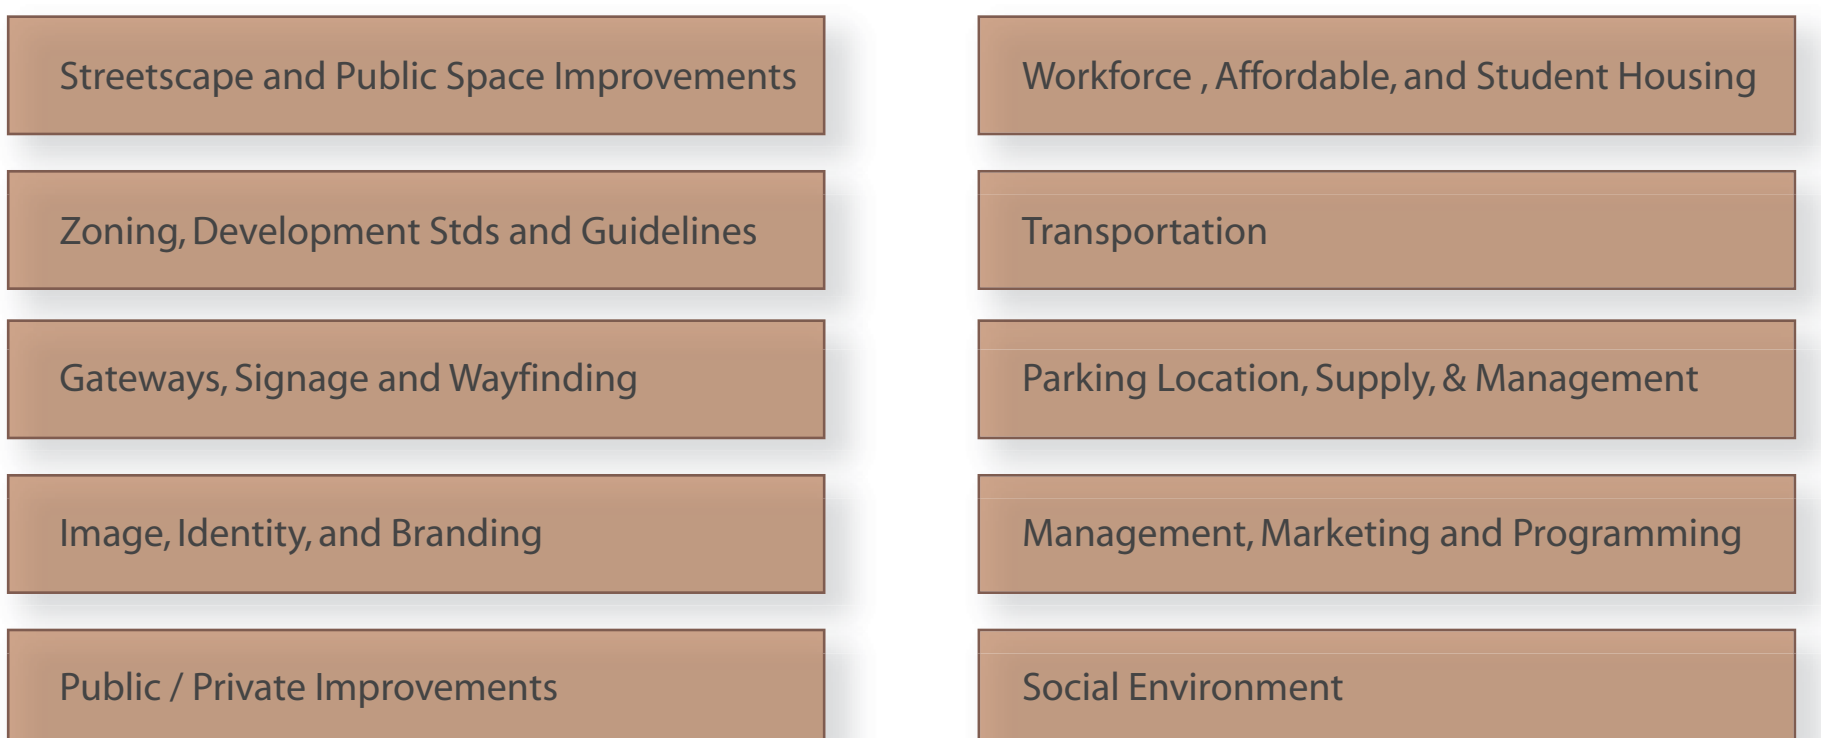 Streetscape and Public Space Improvements
Zoning, Development Stds and Guidelines
Gateways, Signage and Wayfinding
Image, Identity, and Branding
Public / Private Improvements
Workforce , Affordable, and Student Housing
Transportation
Parking Location, Supply, & Management
Management, Marketing and Programming
Social Environment